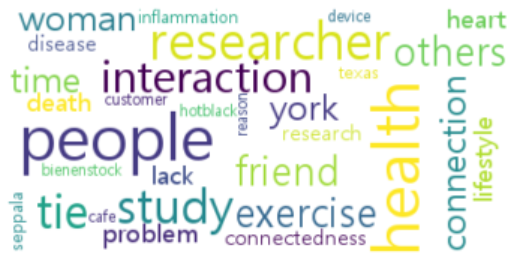 woman
inflammation
device
heart
disease
researcher
others
time
interaction
texas
death
customer
hotblack
reason
york
research
people
health
connection
lifestyle
bienenstock
lack
friend
seppala
tie
cafe
study
exercise
problem
connectedness